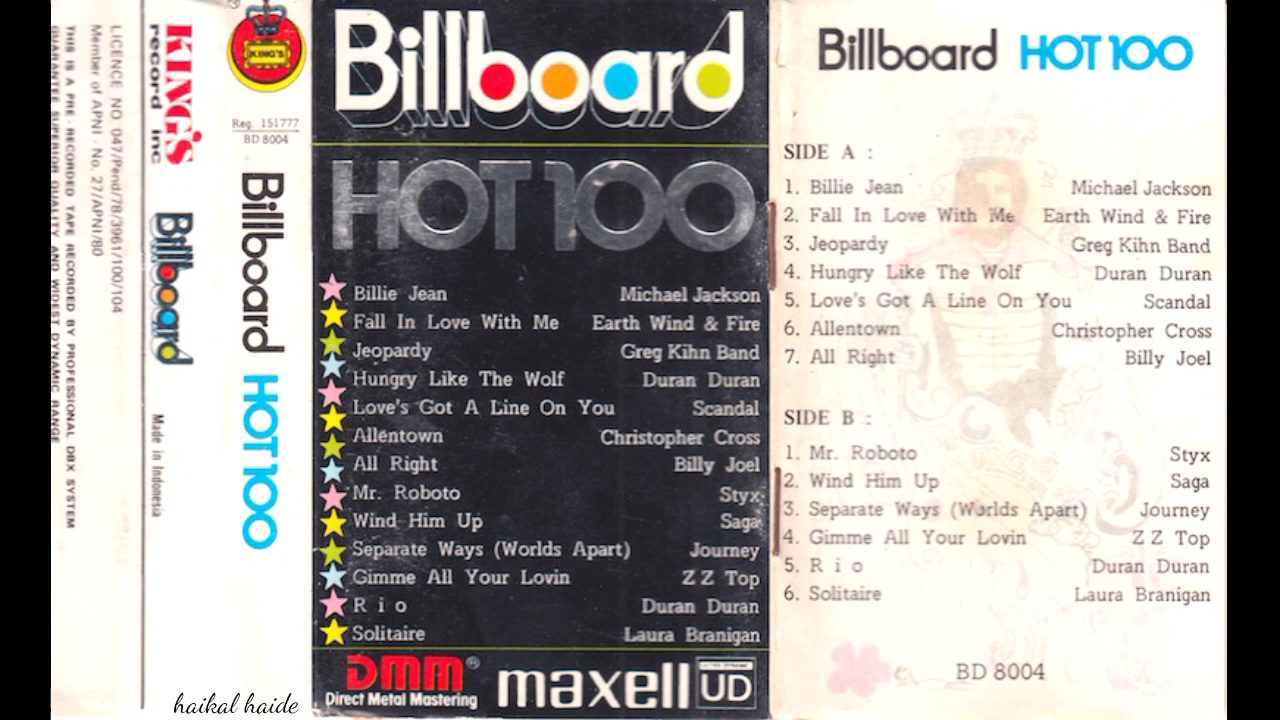 KING'S
record inc
LICENCE NO. 047/Pend/78/3961/100/104
Member of APNI - No. 27/APNI/80
THIS IS A PRE - RECORDED TAPE RECORDED BY PROFESSIONAL DBX SYSTEM
GUARANTEE SUPERIOR QUALITY AND WIDEST DYNAMIC RANGE
Billboard
Made in Indonesia
KING'S
Reg. 151777
BD 8004
Billboard HOT 100
haikal haide
Billboard
HOT 100
Billie Jean Michael Jackson
Fall In Love With Me Earth Wind & Fire
Jeopardy Greg Kihn Band
Hungry Like The Wolf Duran Duran
Love's Got A Line On You Scandal
Allentown Christopher Cross
All Right Billy Joel
Mr. Roboto Styx
Wind Him Up Saga
Separate Ways (Worlds Apart) Journey
Gimme All Your Lovin Z Z Top
R i o Duran Duran
Solitaire Laura Branigan
DMM®
Direct Metal Mastering
maxell UD
Billboard HOT 100
SIDE A :
1. Billie Jean Michael Jackson
2. Fall In Love With Me Earth Wind & Fire
3. Jeopardy Greg Kihn Band
4. Hungry Like The Wolf Duran Duran
5. Love's Got A Line On You Scandal
6. Allentown Christopher Cross
7. All Right Billy Joel
SIDE B :
1. Mr. Roboto Styx
2. Wind Him Up Saga
3. Separate Ways (Worlds Apart) Journey
4. Gimme All Your Lovin Z Z Top
5. R i o Duran Duran
6. Solitaire Laura Branigan
BD 8004